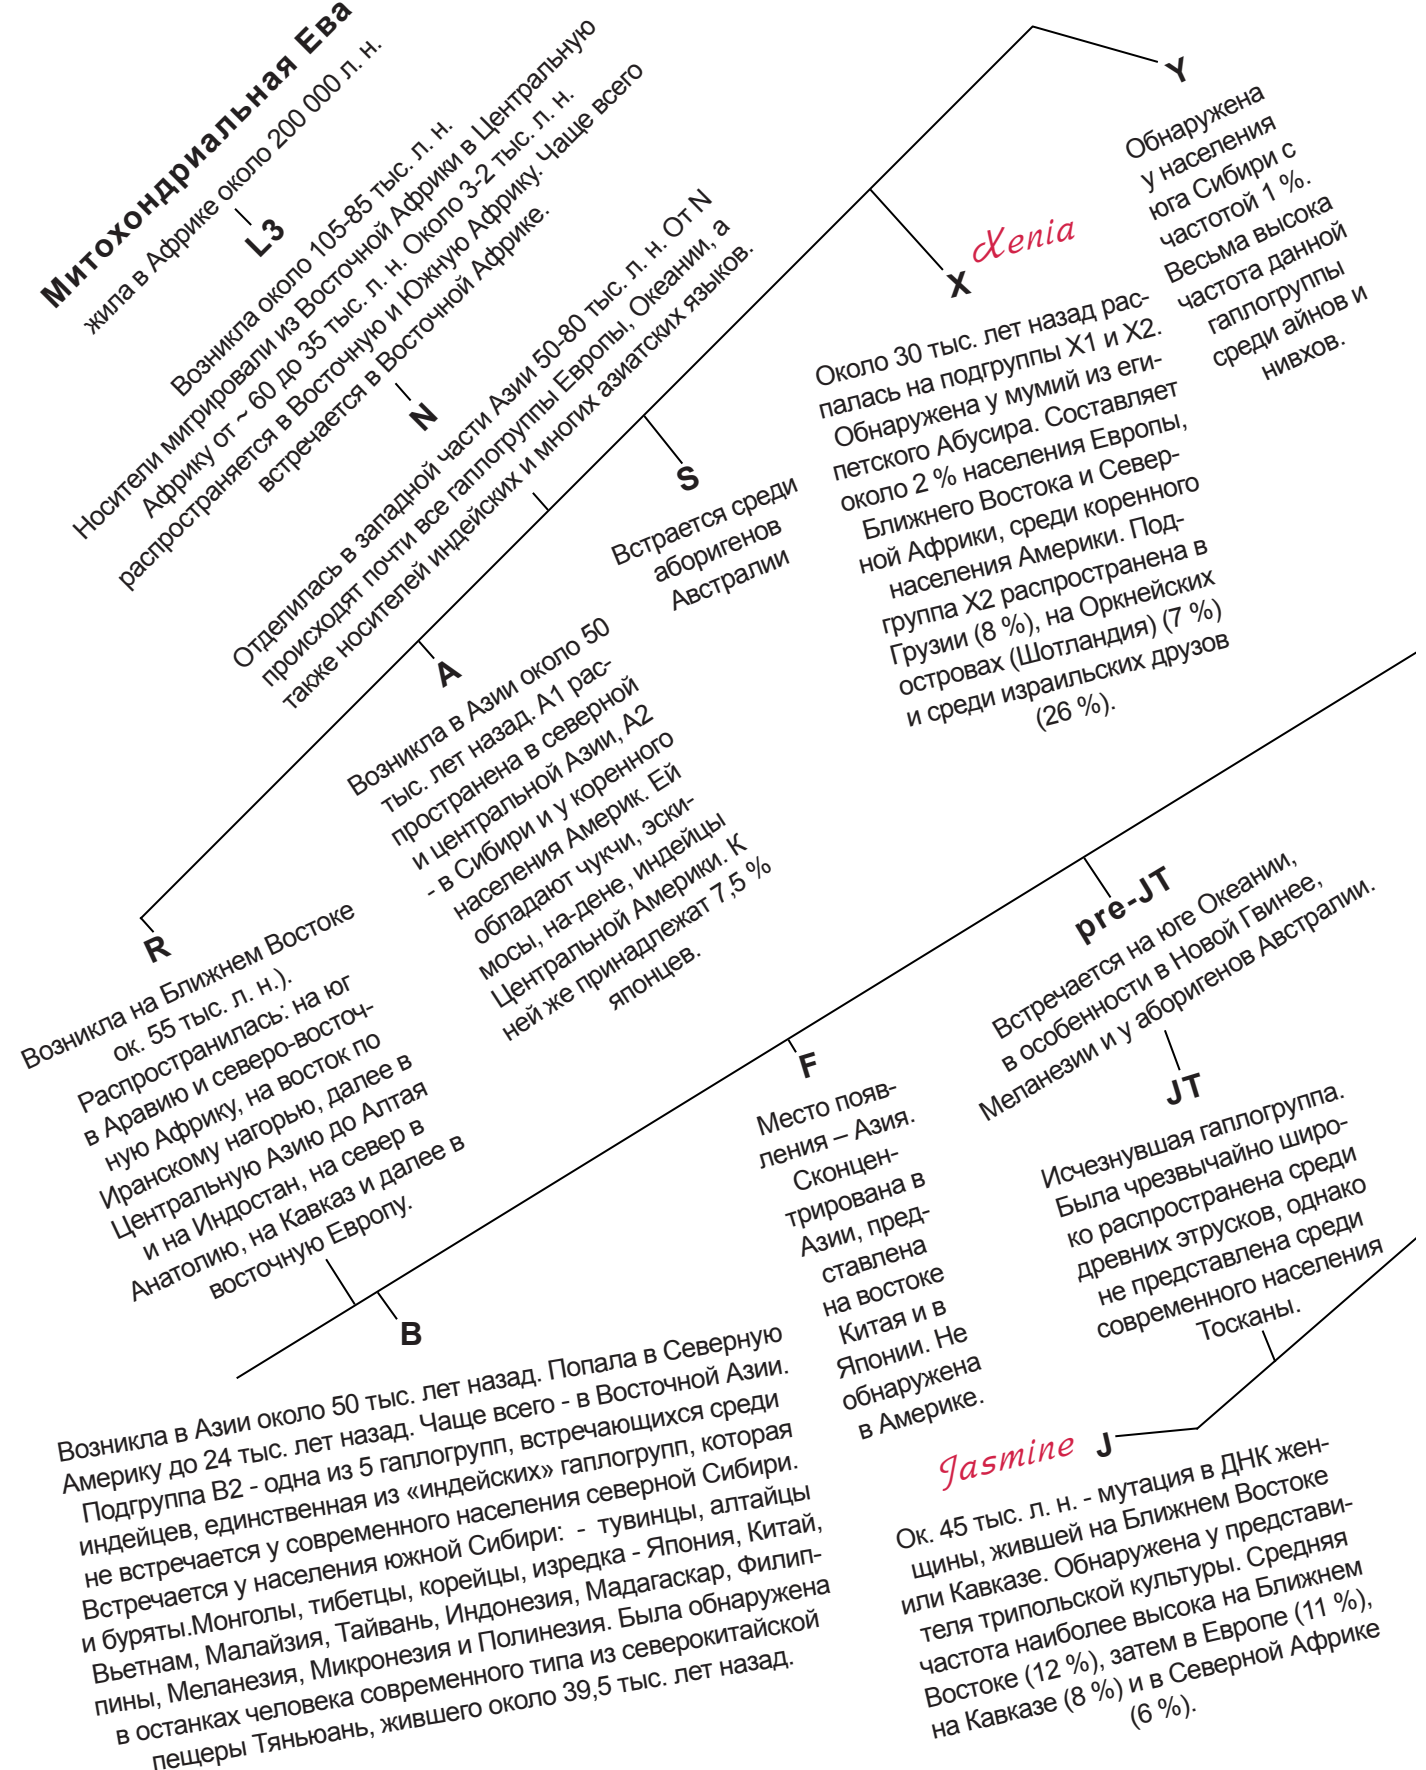 Митохондриальная Ева
жила в Африке около 200 000 л. н.
L3
Возникла около 105-85 тыс. л. н.
Носители мигрировали из Восточной Африки в Центральную
Африку от ~ 60 до 35 тыс. л. н. Около 3-2 тыс. л. н.
распространяется в Восточную и Южную Африку. Чаще всего
встречается в Восточной Африке.
N
Отделилась в западной части Азии 50-80 тыс. л. н. От N
происходят почти все гаплогруппы Европы, Океании, а
также носителей индейских и многих азиатских языков.
Y
Обнаружена
у населения
юга Сибири с
частотой 1 %.
Весьма высока
частота данной
гаплогруппы
среди айнов и
нивхов.
Xenia
X
Около 30 тыс. лет назад рас-
палась на подгруппы X1 и X2.
Обнаружена у мумий из еги-
петского Абусира. Составляет
около 2 % населения Европы,
Ближнего Востока и Север-
ной Африки, среди коренного
населения Америки. Под-
группа X2 распространена в
Грузии (8 %), на Оркнейских
островах (Шотландия) (7 %)
и среди израильских друзов
(26 %).
S
Встрается среди
аборигенов
Австралии
A
Возникла в Азии около 50
тыс. лет назад. A1 рас-
пространена в северной
и центральной Азии, A2
- в Сибири и у коренного
населения Америк. Ей
обладают чукчи, эски-
мосы, на-дене, индейцы
Центральной Америки. К
ней же принадлежат 7,5 %
японцев.
R
Возникла на Ближнем Востоке
ок. 55 тыс. л. н.).
Распространилась: на юг
в Аравию и северо-восточ-
ную Африку, на восток по
Иранскому нагорью, далее в
Центральную Азию до Алтая
и на Индостан, на север в
Анатолию, на Кавказ и далее в
восточную Европу.
pre-JT
Встречается на юге Океании,
в особенности в Новой Гвинее,
Меланезии и у аборигенов Австралии.
F
Место появ-
ления – Азия.
Сконцен-
трирована в
Азии, пред-
ставлена
на востоке
Китая и в
Японии. Не
обнаружена
в Америке.
JT
Исчезнувшая гаплогруппа.
Была чрезвычайно широ-
ко распространена среди
древних этрусков, однако
не представлена среди
современного населения
Тосканы.
B
Возникла в Азии около 50 тыс. лет назад. Попала в Северную
Америку до 24 тыс. лет назад. Чаще всего - в Восточной Азии.
Подгруппа B2 - одна из 5 гаплогрупп, встречающихся среди
индейцев, единственная из «индейских» гаплогрупп, которая
не встречается у современного населения северной Сибири.
Встречается у населения южной Сибири: - тувинцы, алтайцы
и буряты.Монголы, тибетцы, корейцы, изредка - Япония, Китай,
Вьетнам, Малайзия, Тайвань, Индонезия, Мадагаскар, Филип-
пины, Меланезия, Микронезия и Полинезия. Была обнаружена
в останках человека современного типа из северокитайской
пещеры Тяньюань, жившего около 39,5 тыс. лет назад.
Jasmine
J
Ок. 45 тыс. л. н. - мутация в ДНК жен-
щины, жившей на Ближнем Востоке
или Кавказе. Обнаружена у представи-
теля трипольской культуры. Средняя
частота наиболее высока на Ближнем
Востоке (12 %), затем в Европе (11 %),
на Кавказе (8 %) и в Северной Африке
(6 %).